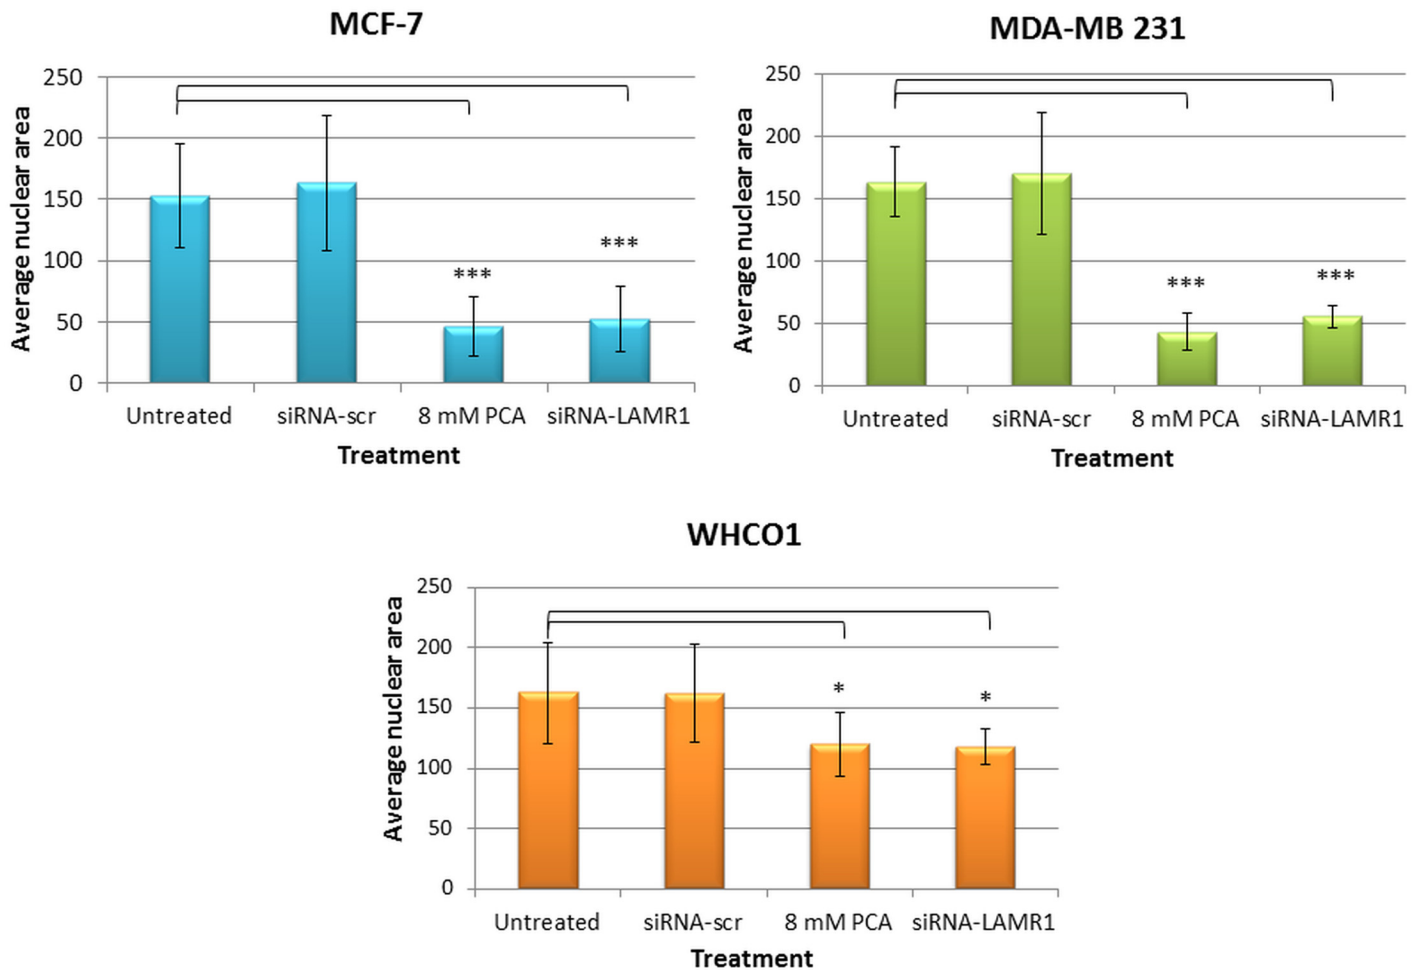 MCF-7
250
200
150
100
50
0
Average nuclear area
***
***
Untreated siRNA-scr 8 mM PCA siRNA-LAMR1
Treatment
MDA-MB 231
250
200
150
100
50
0
Average nuclear area
***
***
Untreated siRNA-scr 8 mM PCA siRNA-LAMR1
Treatment
WHCO1
250
200
150
100
50
0
Average nuclear area
*
*
Untreated siRNA-scr 8 mM PCA siRNA-LAMR1
Treatment